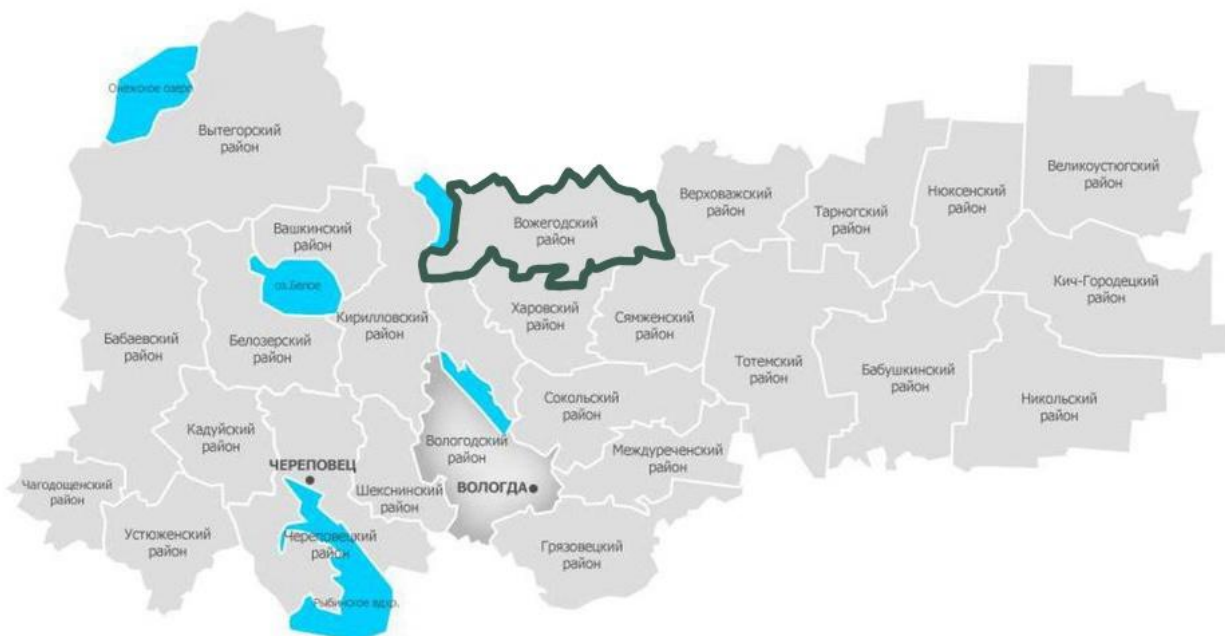 Онежское озеро
Вытегорский
район
Великоустюгский
район
Верховажский
район
Нюксенский
район
Тарногский
район
Вашкинский
район
Вожегодский
район
Кич-Городецкий
район
оз.Белое
Кирилловский
район
Харовский
район
Сямженский
район
Бабаевский
район
Белозерский
район
Тотемский
район
Бабушкинский
район
Никольский
район
Сокольский
район
Кадуйский
район
Вологодский
район
Междуреченский
район
ЧЕРЕПОВЕЦ
Чагодощенский
район
Шекснинский
район
ВОЛОГДА
Устюженский
район
Череповецкий
район
Грязовецкий
район
Рыбинское вдхр.